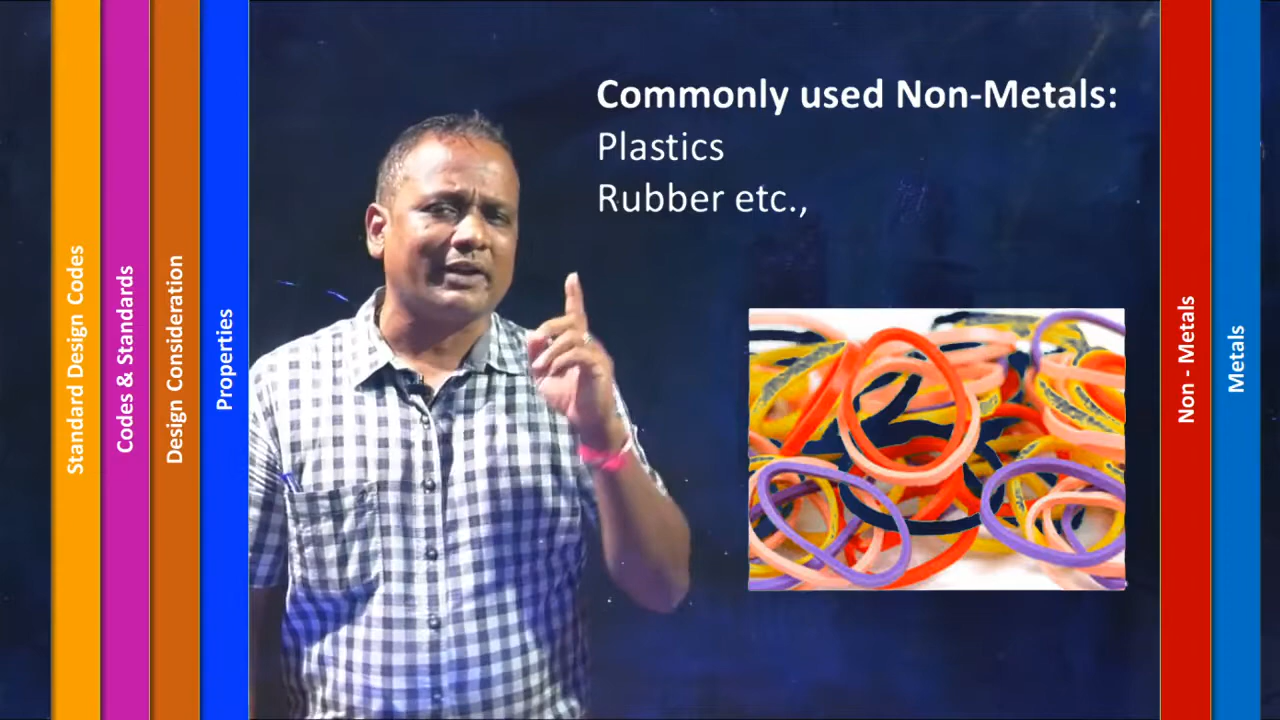 Standard Design Codes
Codes & Standards
Design Consideration
Properties
Commonly used Non-Metals:
Plastics
Rubber etc.,
Non - Metals
Metals